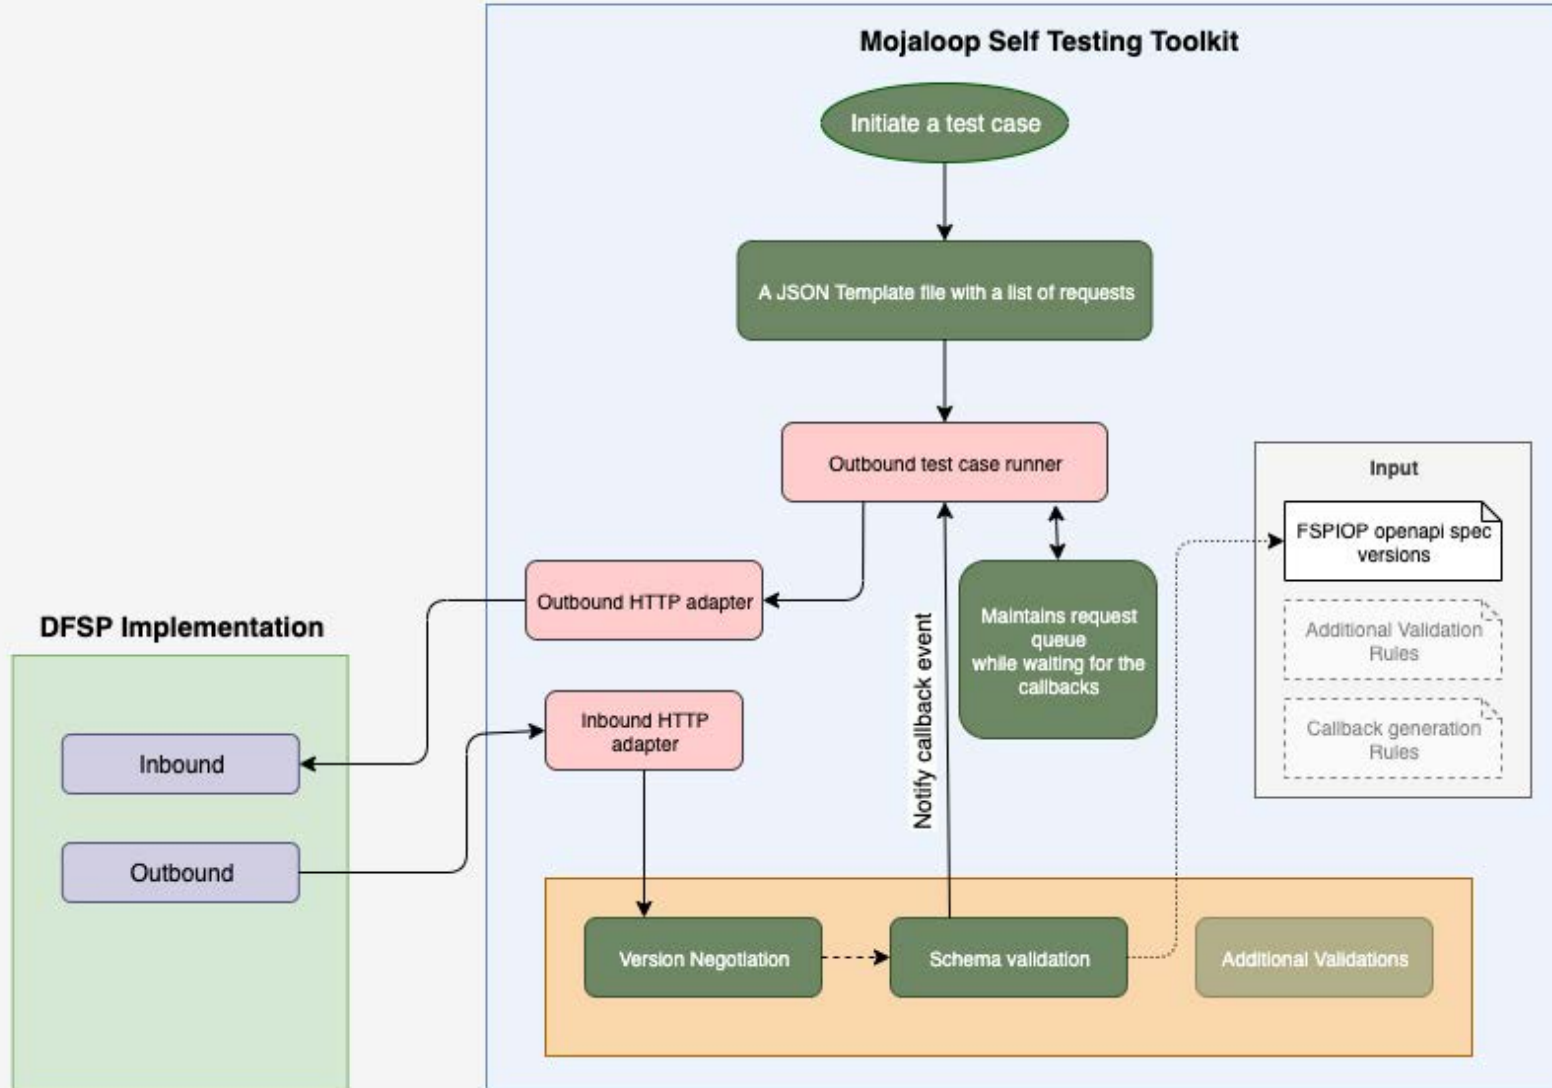 Mojaloop Self Testing Toolkit
Initiate a test case
A JSON Template file with a list of requests
Outbound test case runner
Input
FSPIOP openapi spec
versions
Additional Validation
Rules
Callback generation
Rules
Outbound HTTP adapter
Maintains request
queue
while waiting for the
callbacks
Notify callback event
DFSP Implementation
Inbound HTTP
adapter
Inbound
Outbound
Version Negotiation
Schema validation
Additional Validations